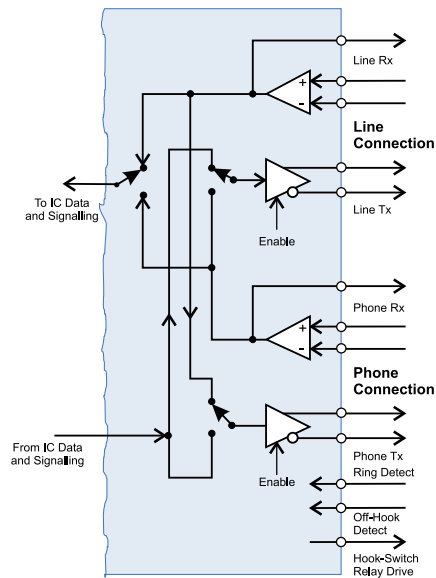 Line Rx
+
-
Line
Connection
To IC Data
and Signalling
Line Tx
Enable
Phone Rx
+
-
Phone
Connection
From IC Data
and Signalling
Phone Tx
Ring Detect
Enable
Off-Hook
Detect
Hook-Switch
Relay Drive